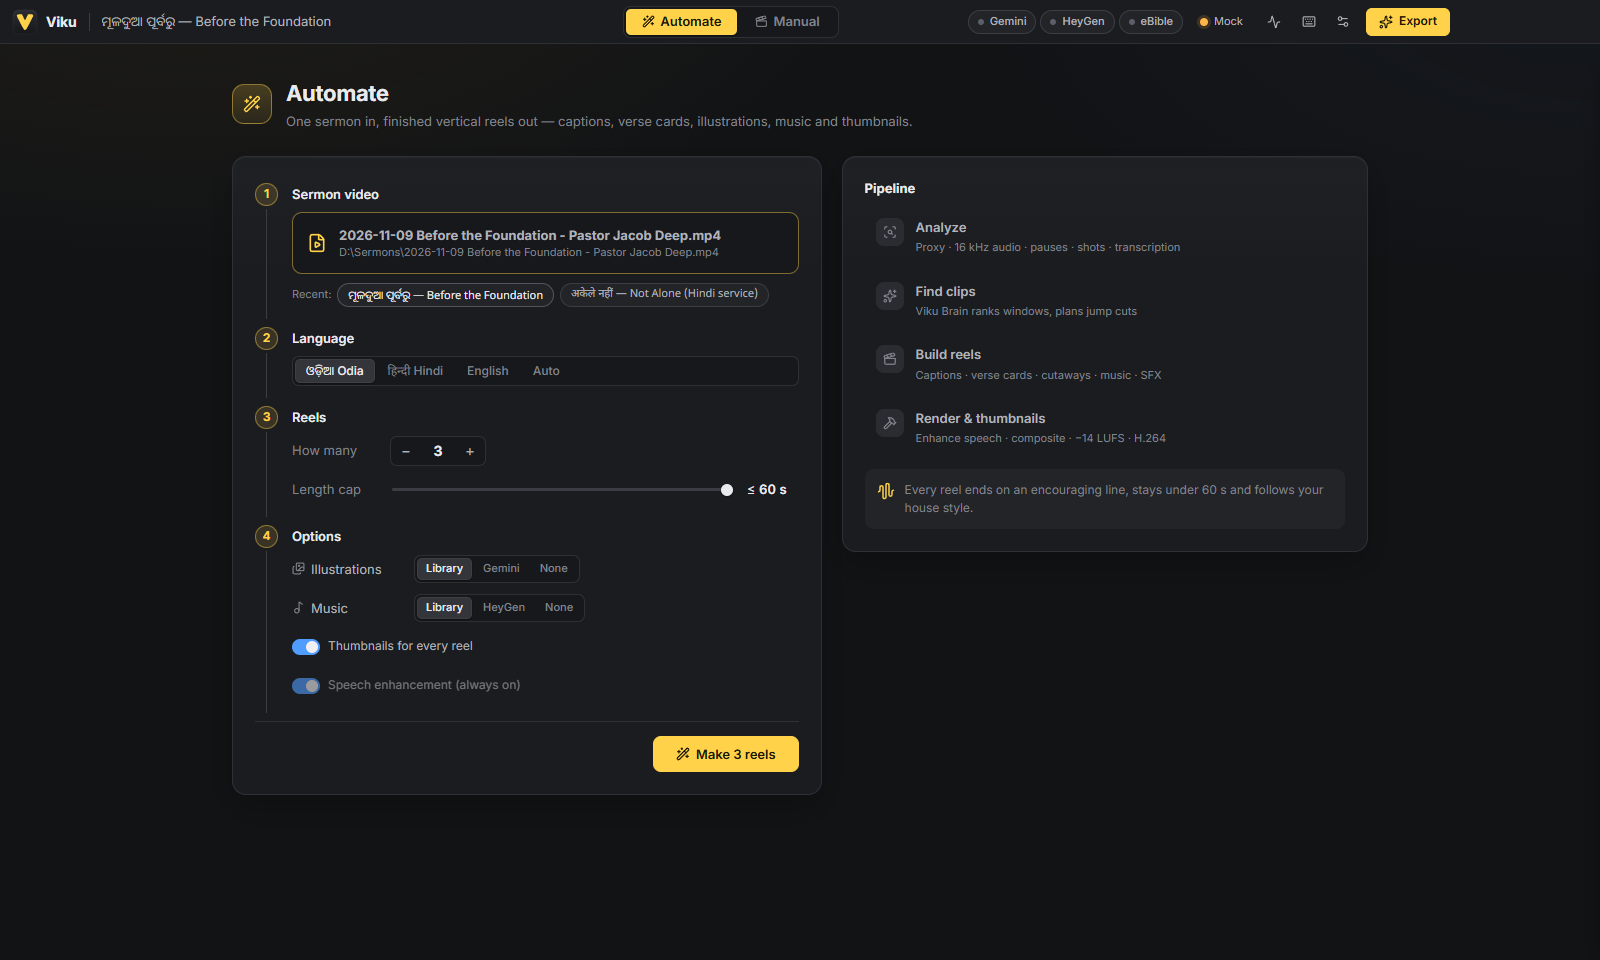 Viku
ମୂଳଦୁଆ ପୂର୍ବରୁ — Before the Foundation
Automate
Manual
Gemini
HeyGen
eBible
Mock
Export
Automate
One sermon in, finished vertical reels out — captions, verse cards, illustrations, music and thumbnails.
1
Sermon video
2026-11-09 Before the Foundation - Pastor Jacob Deep.mp4
D:\Sermons\2026-11-09 Before the Foundation - Pastor Jacob Deep.mp4
Recent:
ମୂଳଦୁଆ ପୂର୍ବରୁ — Before the Foundation
अकेले नहीं — Not Alone (Hindi service)
2
Language
ଓଡ଼ିଆ Odia
हिन्दी Hindi
English
Auto
3
Reels
How many
− 3 +
Length cap
≤ 60 s
4
Options
Illustrations
Library
Gemini
None
Music
Library
HeyGen
None
Thumbnails for every reel
Speech enhancement (always on)
Make 3 reels
Pipeline
Analyze
Proxy · 16 kHz audio · pauses · shots · transcription
Find clips
Viku Brain ranks windows, plans jump cuts
Build reels
Captions · verse cards · cutaways · music · SFX
Render & thumbnails
Enhance speech · composite · −14 LUFS · H.264
Every reel ends on an encouraging line, stays under 60 s and follows your
house style.